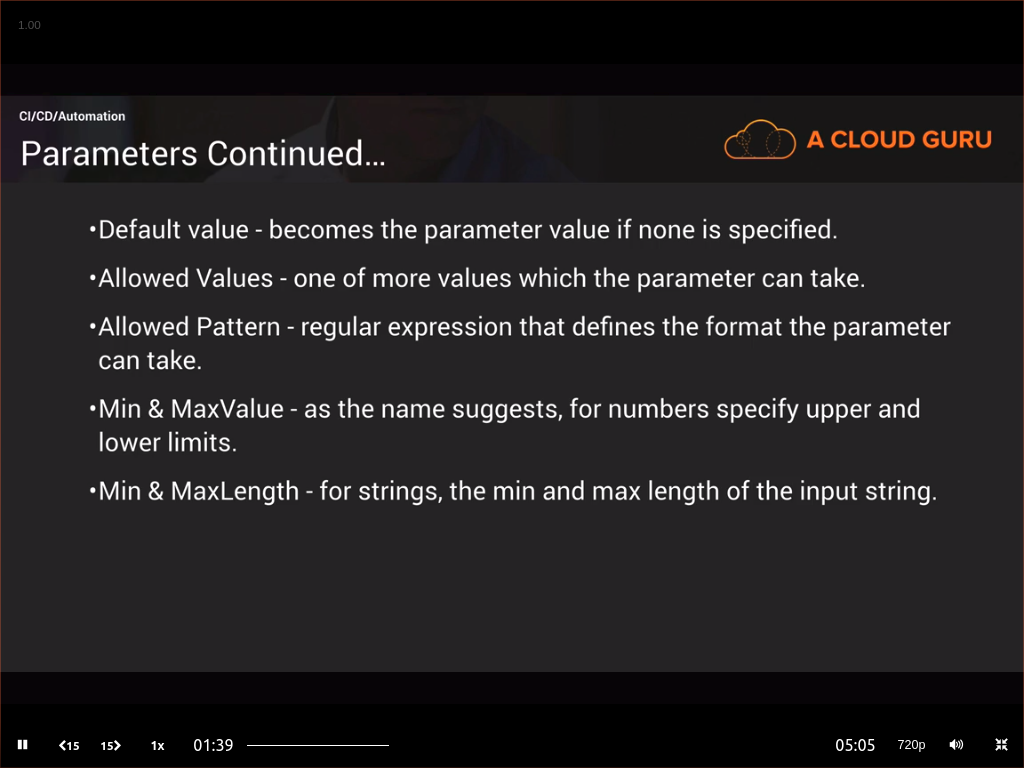 1.00
CI/CD/Automation
Parameters Continued...
A CLOUD GURU
•Default value - becomes the parameter value if none is specified.
•Allowed Values - one of more values which the parameter can take.
•Allowed Pattern - regular expression that defines the format the parameter
can take.
•Min & MaxValue - as the name suggests, for numbers specify upper and
lower limits.
•Min & MaxLength - for strings, the min and max length of the input string.
15 15 1x 01:39 05:05 720p